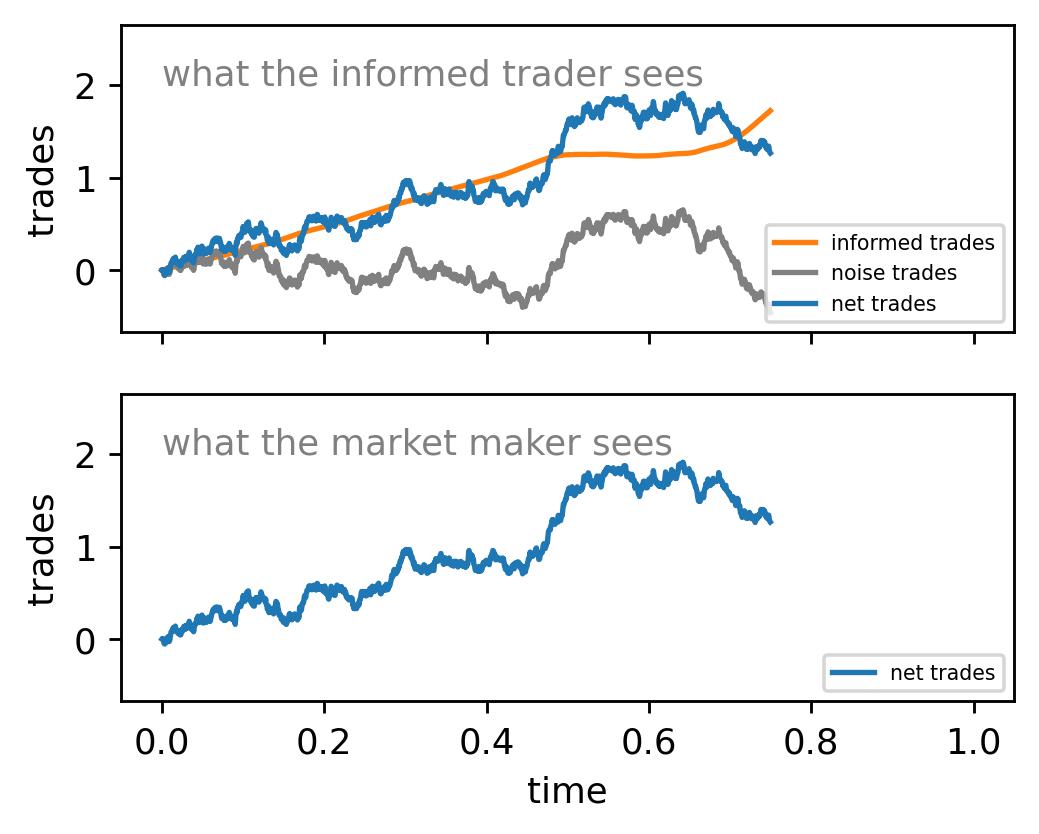 what the informed trader sees
trades
2
1
0
informed trades
noise trades
net trades
what the market maker sees
trades
2
1
0
net trades
0.0 0.2 0.4 0.6 0.8 1.0
time